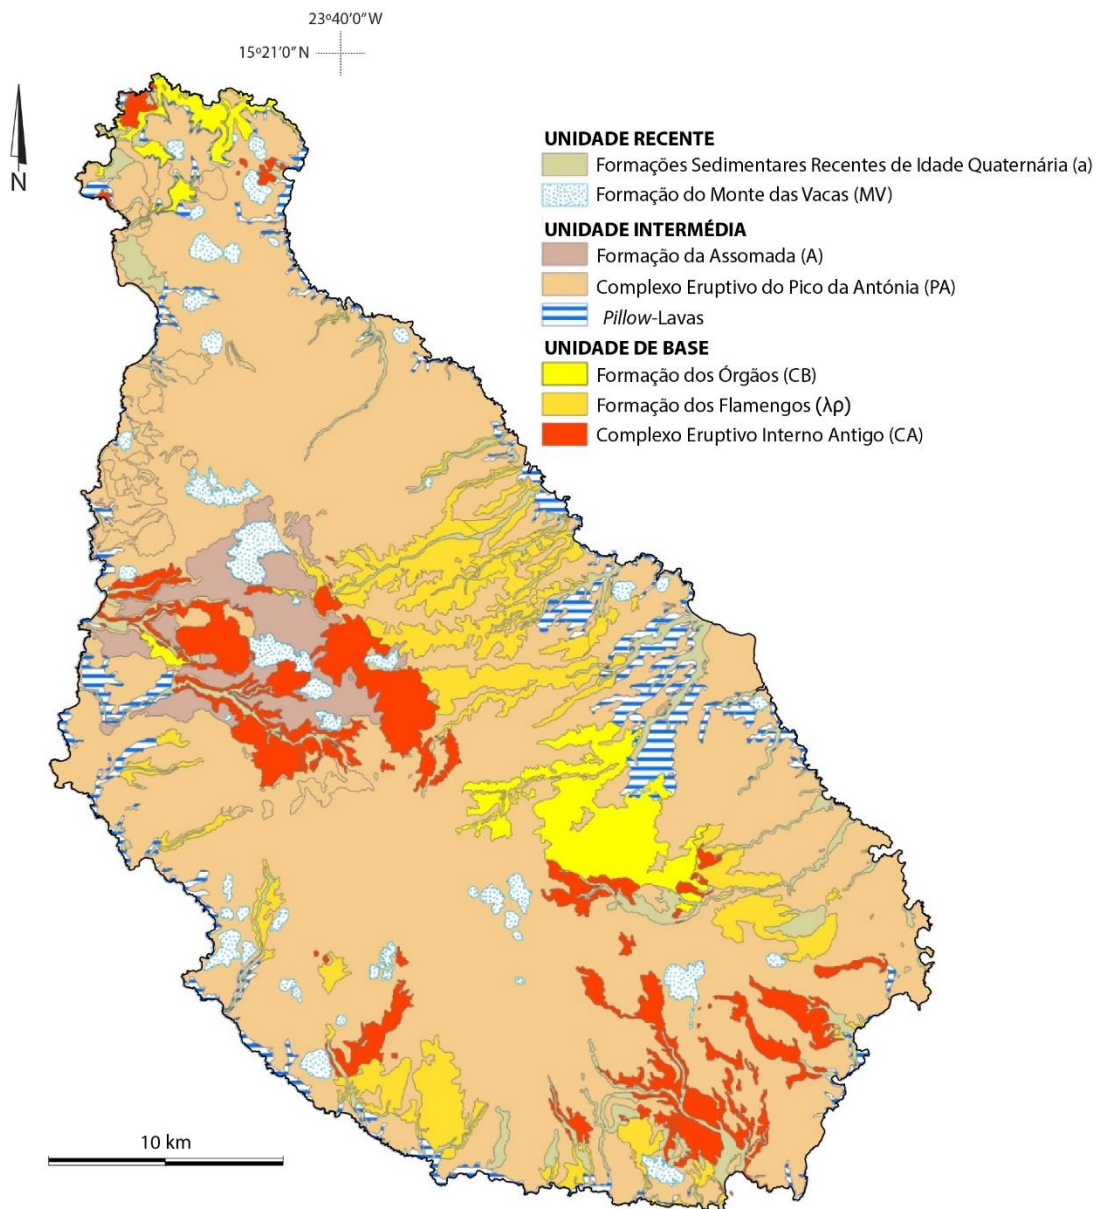 23º40'0"W
15º21'0"N
N
UNIDADE RECENTE
Formações Sedimentares Recentes de Idade Quaternária (a)
Formação do Monte das Vacas (MV)
UNIDADE INTERMÉDIA
Formação da Assomada (A)
Complexo Eruptivo do Pico da Antónia (PA)
Pillow-Lavas
UNIDADE DE BASE
Formação dos Órgãos (CB)
Formação dos Flamengos (λρ)
Complexo Eruptivo Interno Antigo (CA)
10 km